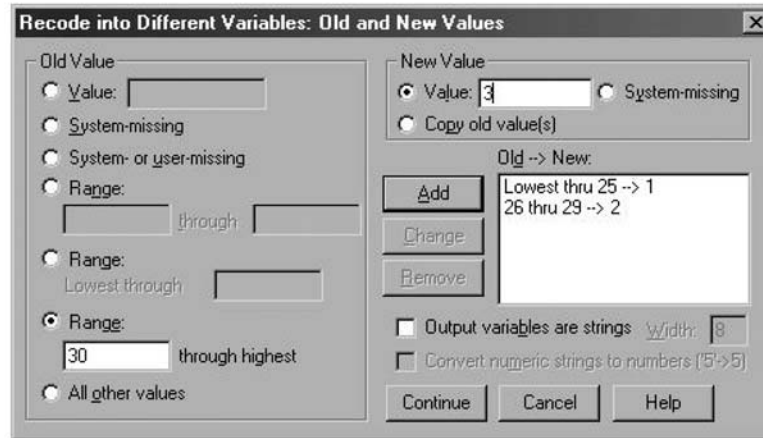 Recode into Different Variables: Old and New Values
Old Value
Value:
System-missing
System- or user-missing
Range:
through
Range:
Lowest through
Range:
30 through highest
All other values
New Value
Value: 3 System-missing
Copy old value(s)
Old --> New:
Add
Change
Remove
Lowest thru 25 --> 1
26 thru 29 --> 2
Output variables are strings Width: 8
Convert numeric strings to numbers ('5'->5)
Continue Cancel Help